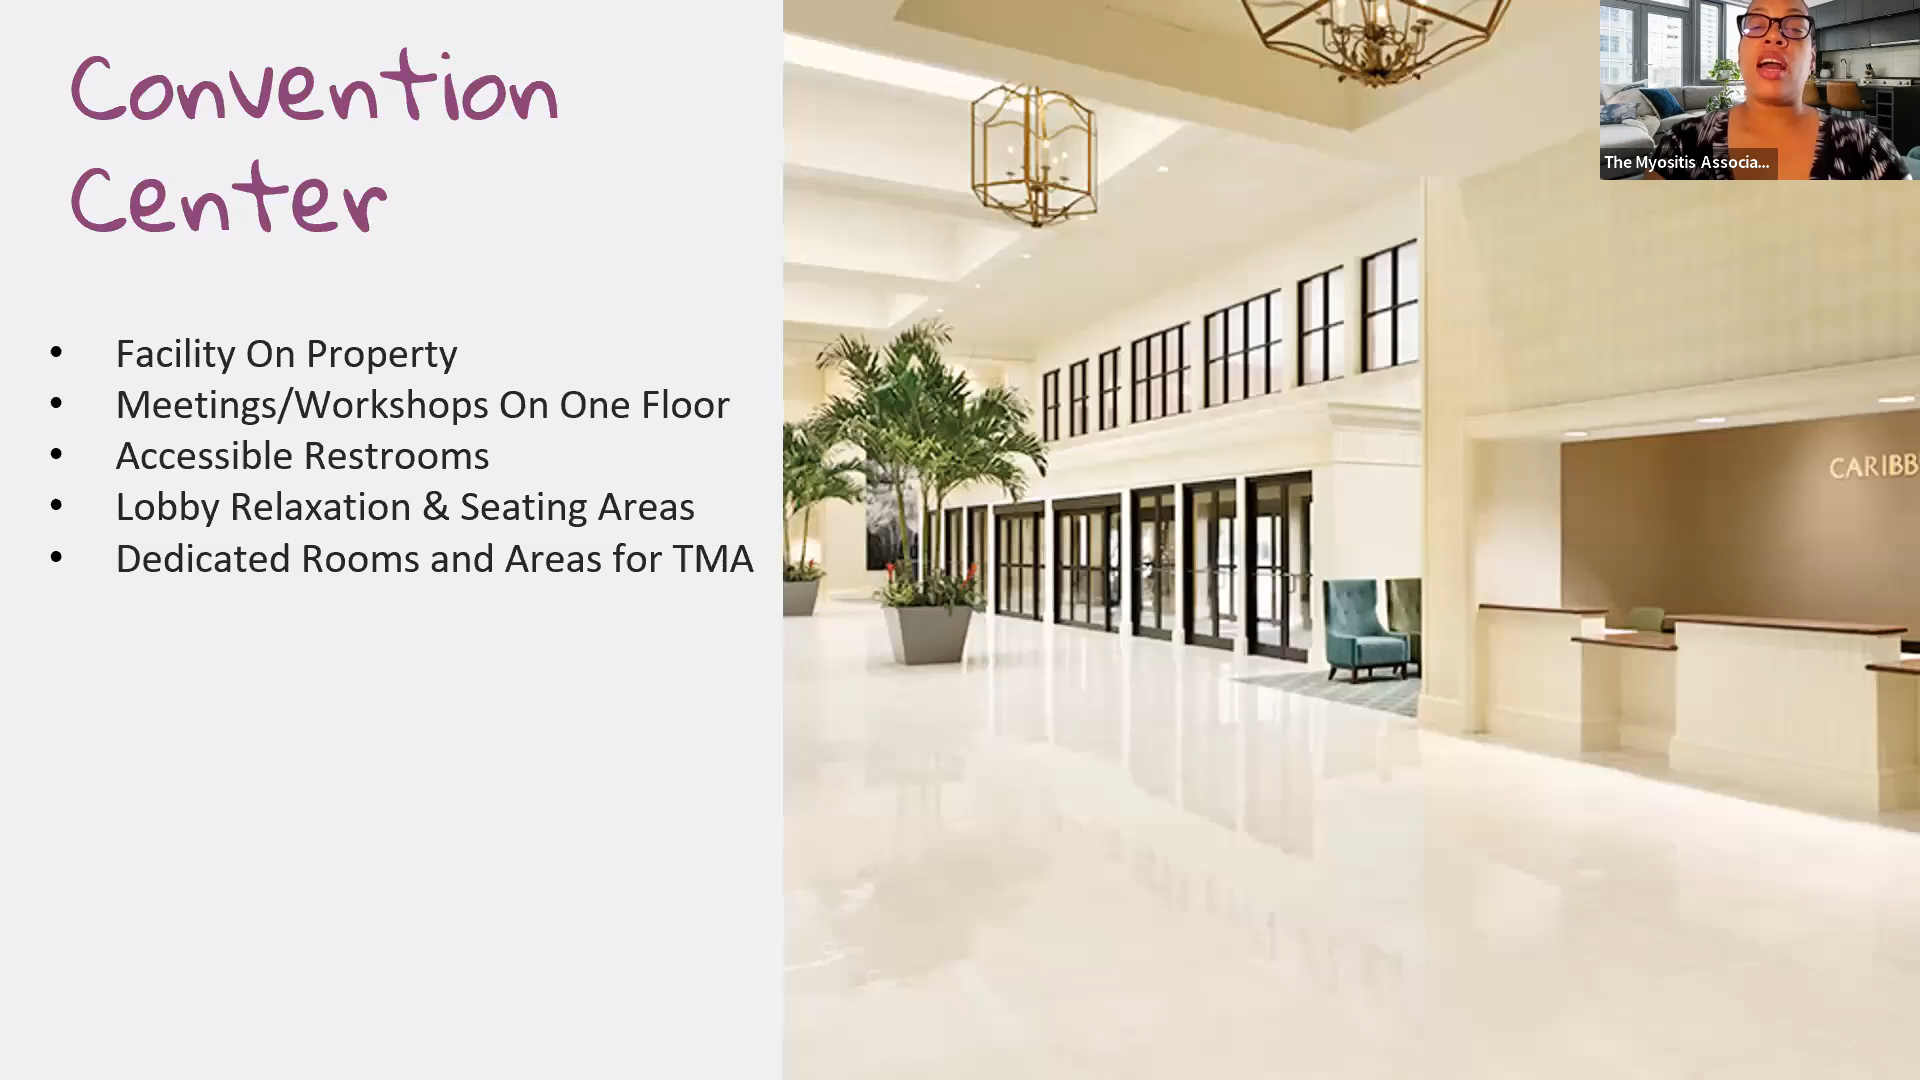 Convention
Center
• Facility On Property
• Meetings/Workshops On One Floor
• Accessible Restrooms
• Lobby Relaxation & Seating Areas
• Dedicated Rooms and Areas for TMA
The Myositis Associa...
CARIBB